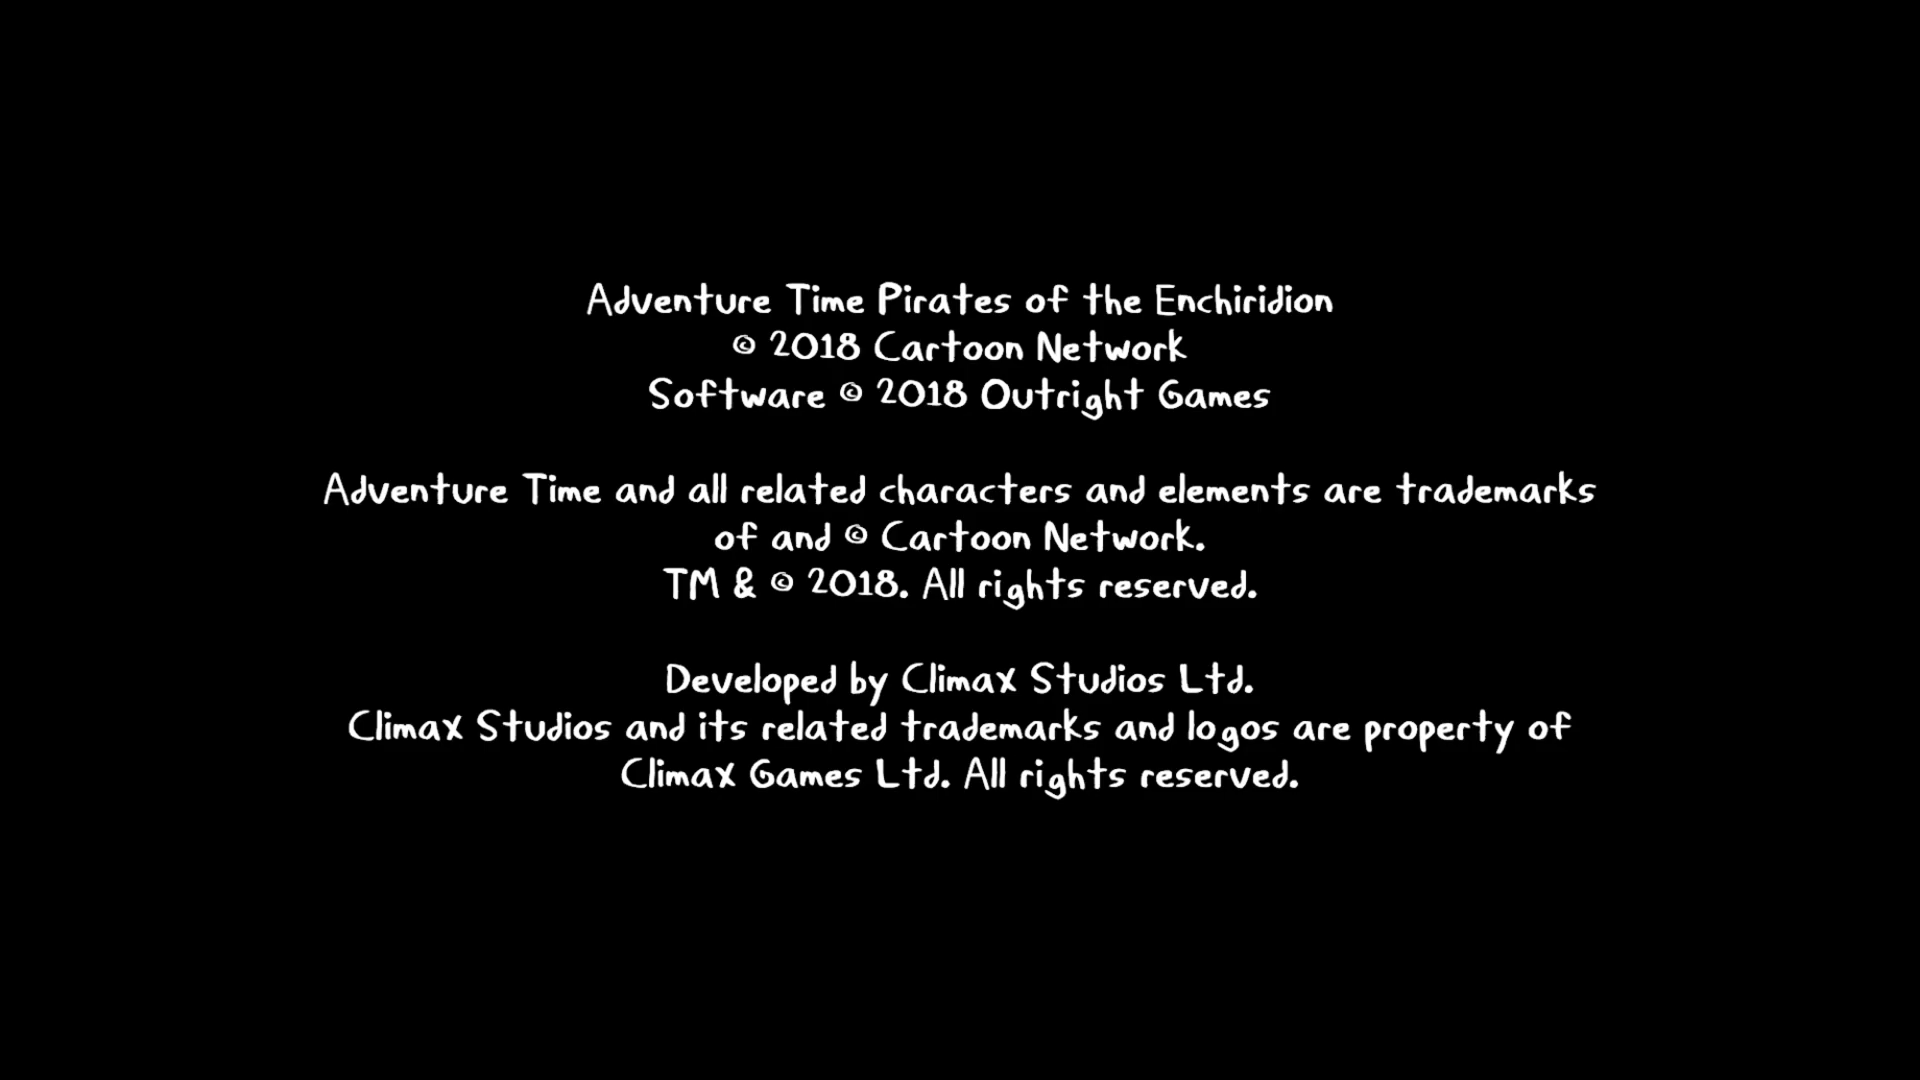 Adventure Time Pirates of the Enchiridion
© 2018 Cartoon Network
Software © 2018 Outright Games
Adventure Time and all related characters and elements are trademarks
of and © Cartoon Network.
TM & © 2018. All rights reserved.
Developed by Climax Studios Ltd.
Climax Studios and its related trademarks and logos are property of
Climax Games Ltd. All rights reserved.